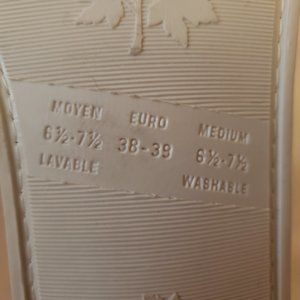 MOYEN EURO MEDIUM
6½-7½ 38-39 6½-7½
LAVABLE WASHABLE